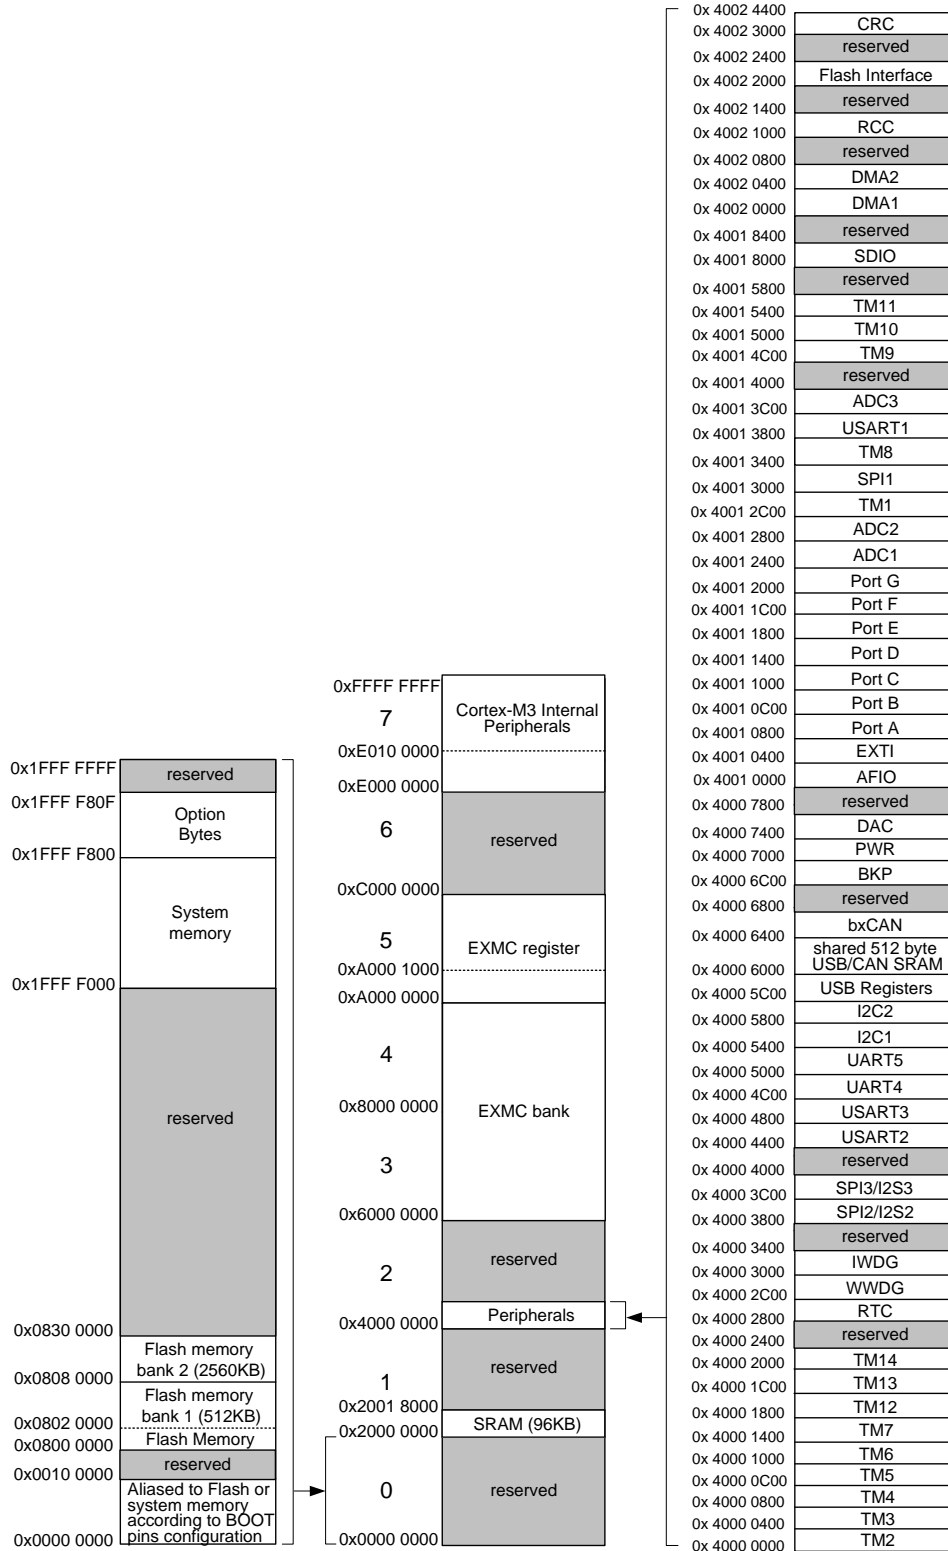 0x1FFF FFFF
reserved
0x1FFF F80F
Option
Bytes
0x1FFF F800
System
memory
0x1FFF F000
reserved
0x0830 0000
Flash memory
bank 2 (2560KB)
0x0808 0000
Flash memory
bank 1 (512KB)
0x0802 0000
Flash Memory
0x0800 0000
reserved
0x0010 0000
Aliased to Flash or
system memory
according to BOOT
pins configuration
0x0000 0000
0xFFFF FFFF
7
Cortex-M3 Internal
Peripherals
0xE010 0000
0xE000 0000
6
reserved
0xC000 0000
5
EXMC register
0xA000 1000
0xA000 0000
4
0x8000 0000
EXMC bank
3
0x6000 0000
2
reserved
0x4000 0000
Peripherals
1
reserved
0x2001 8000
SRAM (96KB)
0x2000 0000
0
reserved
0x0000 0000
0x 4002 4400
CRC
0x 4002 3000
reserved
0x 4002 2400
Flash Interface
0x 4002 2000
reserved
0x 4002 1400
RCC
0x 4002 1000
reserved
0x 4002 0800
DMA2
0x 4002 0400
DMA1
0x 4002 0000
reserved
0x 4001 8400
SDIO
0x 4001 8000
reserved
0x 4001 5800
TM11
0x 4001 5400
TM10
0x 4001 5000
TM9
0x 4001 4C00
reserved
0x 4001 4000
ADC3
0x 4001 3C00
USART1
0x 4001 3800
TM8
0x 4001 3400
SPI1
0x 4001 3000
TM1
0x 4001 2C00
ADC2
0x 4001 2800
ADC1
0x 4001 2400
Port G
0x 4001 2000
Port F
0x 4001 1C00
Port E
0x 4001 1800
Port D
0x 4001 1400
Port C
0x 4001 1000
Port B
0x 4001 0C00
Port A
0x 4001 0800
EXTI
0x 4001 0400
AFIO
0x 4001 0000
reserved
0x 4000 7800
DAC
0x 4000 7400
PWR
0x 4000 7000
BKP
0x 4000 6C00
reserved
0x 4000 6800
bxCAN
0x 4000 6400
shared 512 byte
USB/CAN SRAM
0x 4000 6000
USB Registers
0x 4000 5C00
I2C2
0x 4000 5800
I2C1
0x 4000 5400
UART5
0x 4000 5000
UART4
0x 4000 4C00
USART3
0x 4000 4800
USART2
0x 4000 4400
reserved
0x 4000 4000
SPI3/I2S3
0x 4000 3C00
SPI2/I2S2
0x 4000 3800
reserved
0x 4000 3400
IWDG
0x 4000 3000
WWDG
0x 4000 2C00
RTC
0x 4000 2800
reserved
0x 4000 2400
TM14
0x 4000 2000
TM13
0x 4000 1C00
TM12
0x 4000 1800
TM7
0x 4000 1400
TM6
0x 4000 1000
TM5
0x 4000 0C00
TM4
0x 4000 0800
TM3
0x 4000 0400
TM2
0x 4000 0000